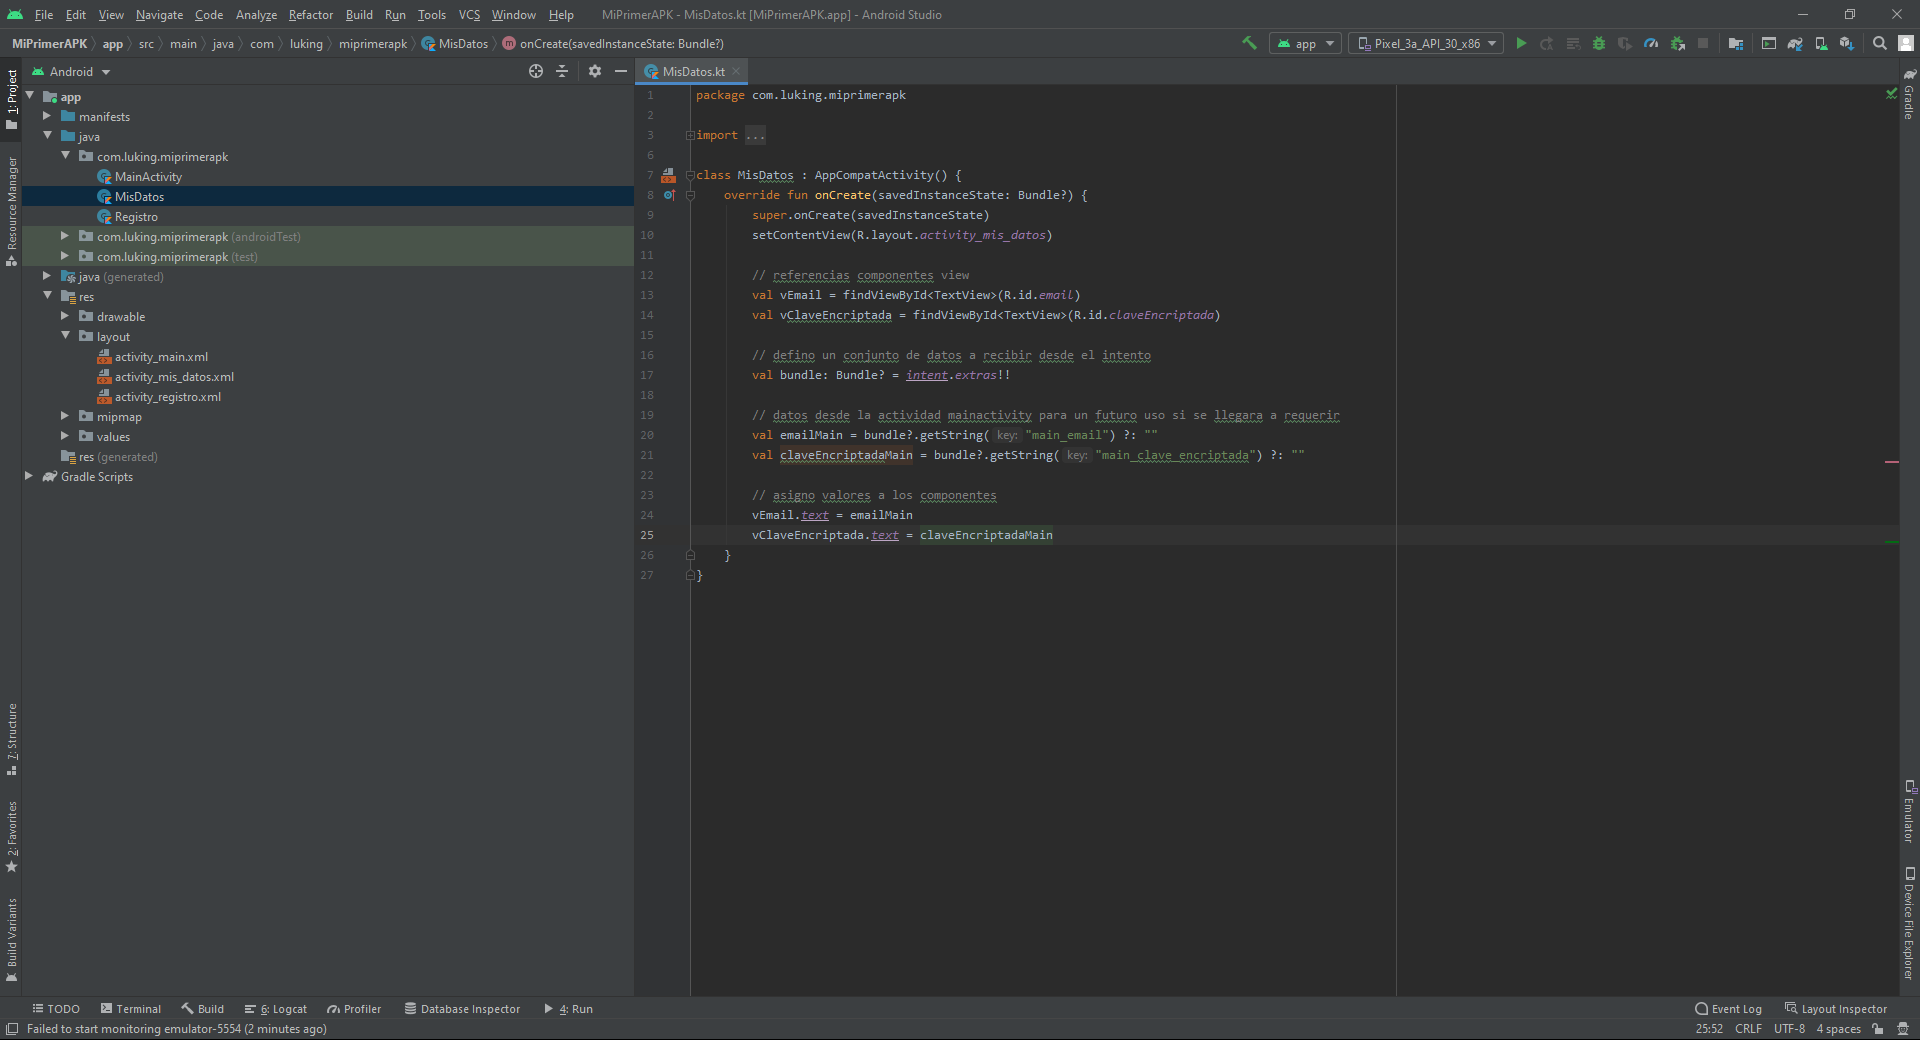 File Edit View Navigate Code Analyze Refactor Build Run Tools VCS Window Help MiPrimerAPK - MisDatos.kt [MiPrimerAPK.app] - Android Studio
MiPrimerAPK app src main java com luking miprimerapk MisDatos onCreate(savedInstanceState: Bundle?) app Pixel_3a_API_30_x86
1: Project
Resource Manager
7: Structure
2: Favorites
Build Variants
Android
app
manifests
java
com.luking.miprimerapk
MainActivity
MisDatos
Registro
com.luking.miprimerapk (androidTest)
com.luking.miprimerapk (test)
java (generated)
res
drawable
layout
activity_main.xml
activity_mis_datos.xml
activity_registro.xml
mipmap
values
res (generated)
Gradle Scripts
MisDatos.kt
1 package com.luking.miprimerapk
2
3 import ...
6
7 class MisDatos : AppCompatActivity() {
8 override fun onCreate(savedInstanceState: Bundle?) {
9 super.onCreate(savedInstanceState)
10 setContentView(R.layout.activity_mis_datos)
11
12 // referencias componentes view
13 val vEmail = findViewById<TextView>(R.id.email)
14 val vClaveEncriptada = findViewById<TextView>(R.id.claveEncriptada)
15
16 // defino un conjunto de datos a recibir desde el intento
17 val bundle: Bundle? = intent.extras!!
18
19 // datos desde la actividad mainactivity para un futuro uso si se llegara a requerir
20 val emailMain = bundle?.getString( key: "main_email") ?: ""
21 val claveEncriptadaMain = bundle?.getString( key: "main_clave_encriptada") ?: ""
22
23 // asigno valores a los componentes
24 vEmail.text = emailMain
25 vClaveEncriptada.text = claveEncriptadaMain
26 }
27 }
Gradle
Emulator
Device File Explorer
TODO Terminal Build 6: Logcat Profiler Database Inspector 4: Run Event Log Layout Inspector
Failed to start monitoring emulator-5554 (2 minutes ago) 25:52 CRLF UTF-8 4 spaces